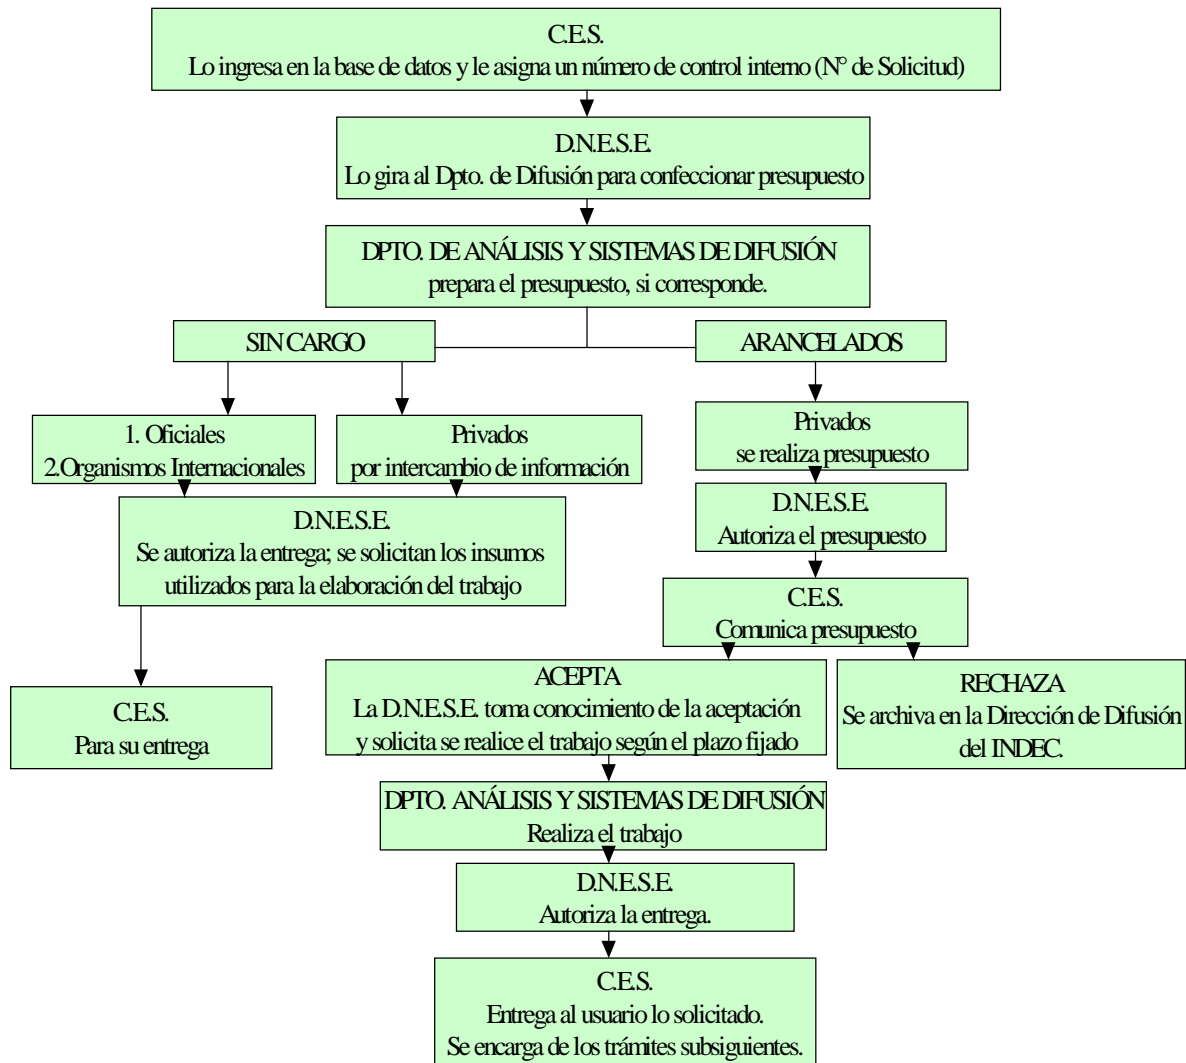 C.E.S.
Lo ingresa en la base de datos y le asigna un número de control interno (N° de Solicitud)
D.N.E.S.E.
Lo gira al Dpto. de Difusión para confeccionar presupuesto
DPTO. DE ANÁLISIS Y SISTEMAS DE DIFUSIÓN
prepara el presupuesto, si corresponde.
SIN CARGO
ARANCELADOS
1. Oficiales
2.Organismos Internacionales
Privados
por intercambio de información
Privados
se realiza presupuesto
D.N.E.S.E.
Se autoriza la entrega; se solicitan los insumos
utilizados para la elaboración del trabajo
D.N.E.S.E.
Autoriza el presupuesto
C.E.S.
Comunica presupuesto
C.E.S.
Para su entrega
ACEPTA
La D.N.E.S.E. toma conocimiento de la aceptación
y solicita se realice el trabajo según el plazo fijado
RECHAZA
Se archiva en la Dirección de Difusión
del INDEC.
DPTO. ANÁLISIS Y SISTEMAS DE DIFUSIÓN
Realiza el trabajo
D.N.E.S.E.
Autoriza la entrega.
C.E.S.
Entrega al usuario lo solicitado.
Se encarga de los trámites subsiguientes.